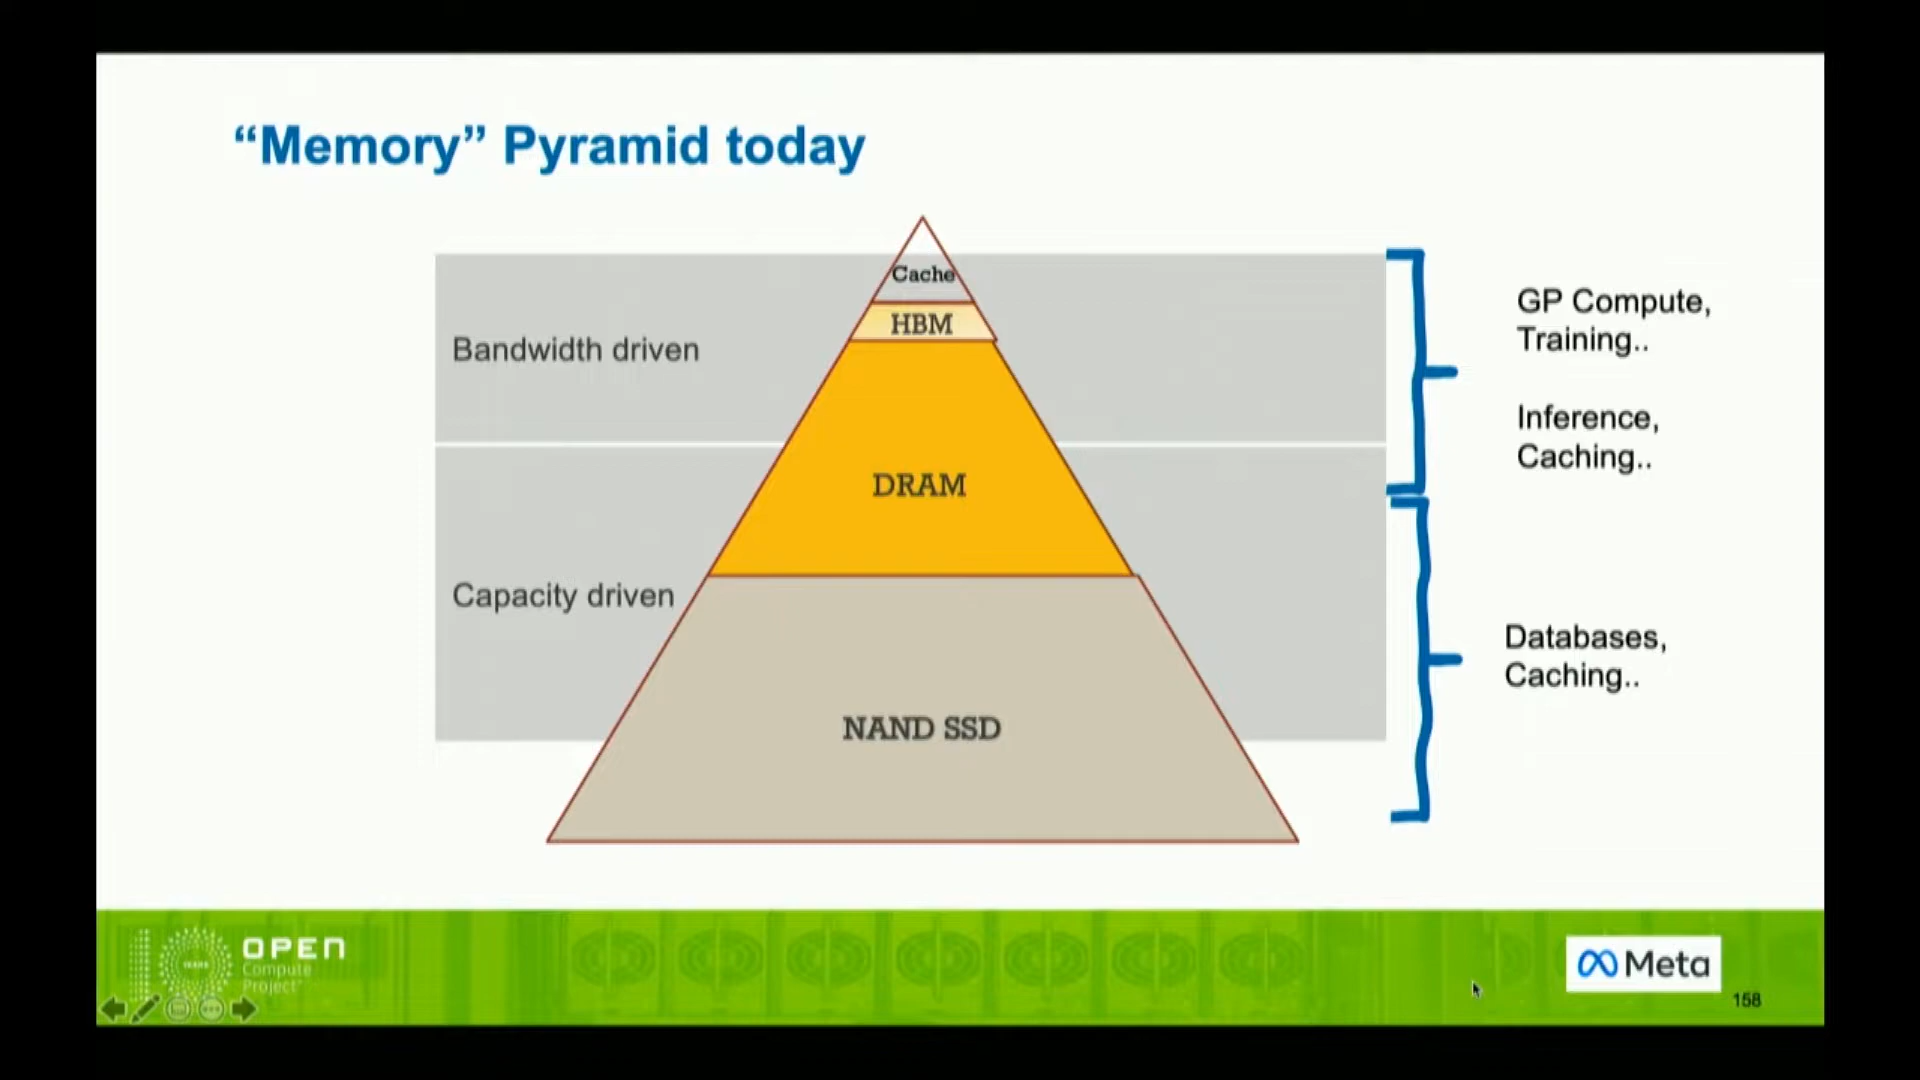 “Memory” Pyramid today
Cache
HBM
Bandwidth driven
DRAM
Capacity driven
NAND SSD
GP Compute,
Training..
Inference,
Caching..
Databases,
Caching..
OPEN
Compute
Project
Meta
158